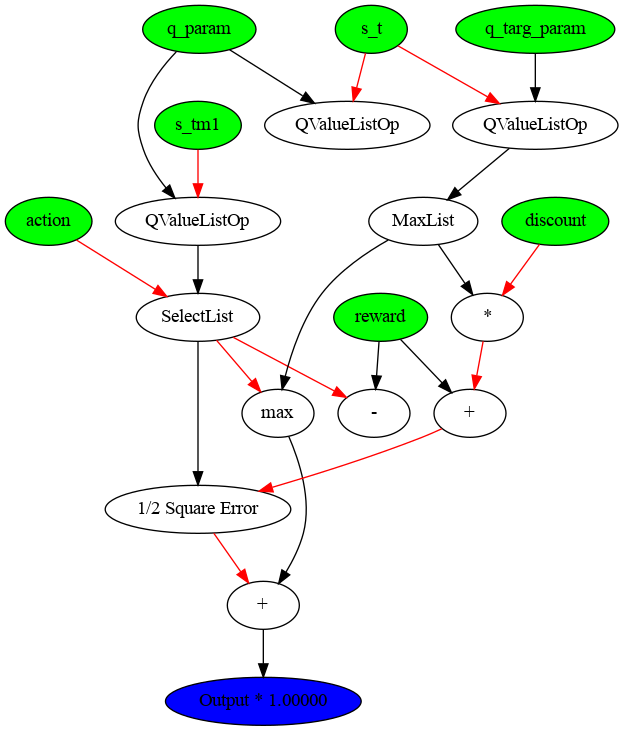 q_param
s_t
q_targ_param
s_tm1
QValueListOp
QValueListOp
action
QValueListOp
MaxList
discount
SelectList
reward
*
max
-
+
1/2 Square Error
+
Output * 1.00000